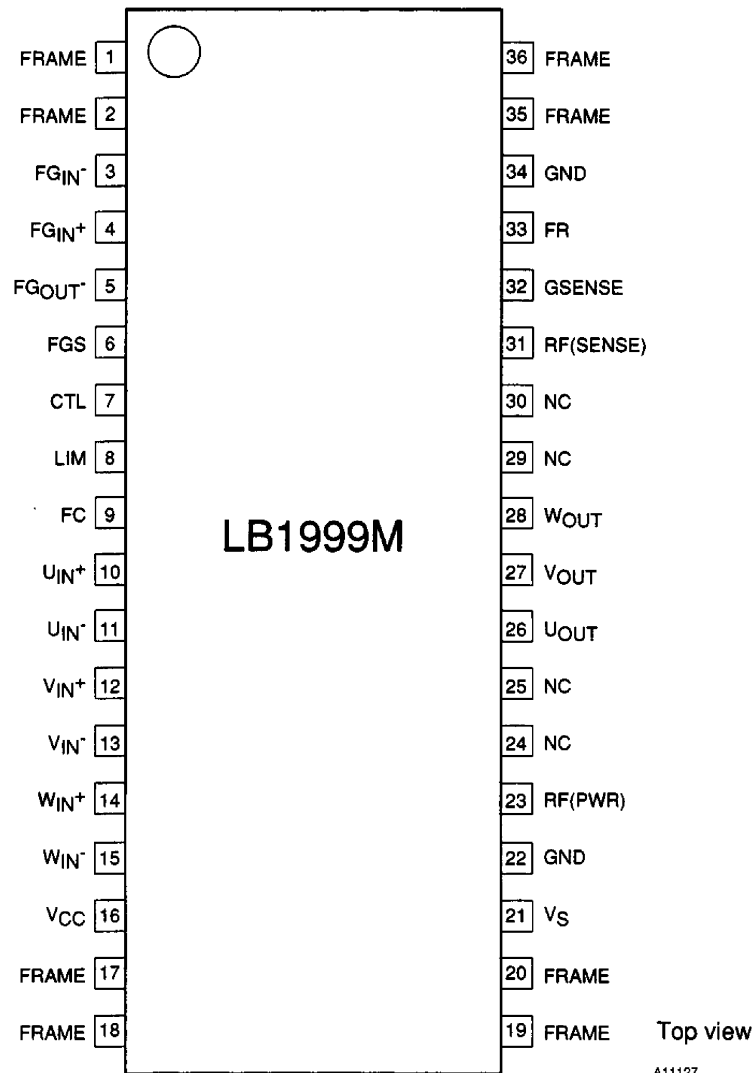 FRAME 1 36 FRAME
FRAME 2 35 FRAME
FGIN- 3 34 GND
FGIN+ 4 33 FR
FGOUT- 5 32 GSENSE
FGS 6 31 RF(SENSE)
CTL 7 30 NC
LIM 8 29 NC
FC 9 28 WOUT
LB1999M
UIN+ 10 27 VOUT
UIN- 11 26 UOUT
VIN+ 12 25 NC
VIN- 13 24 NC
WIN+ 14 23 RF(PWR)
WIN- 15 22 GND
VCC 16 21 VS
FRAME 17 20 FRAME
FRAME 18 19 FRAME Top view
A11127